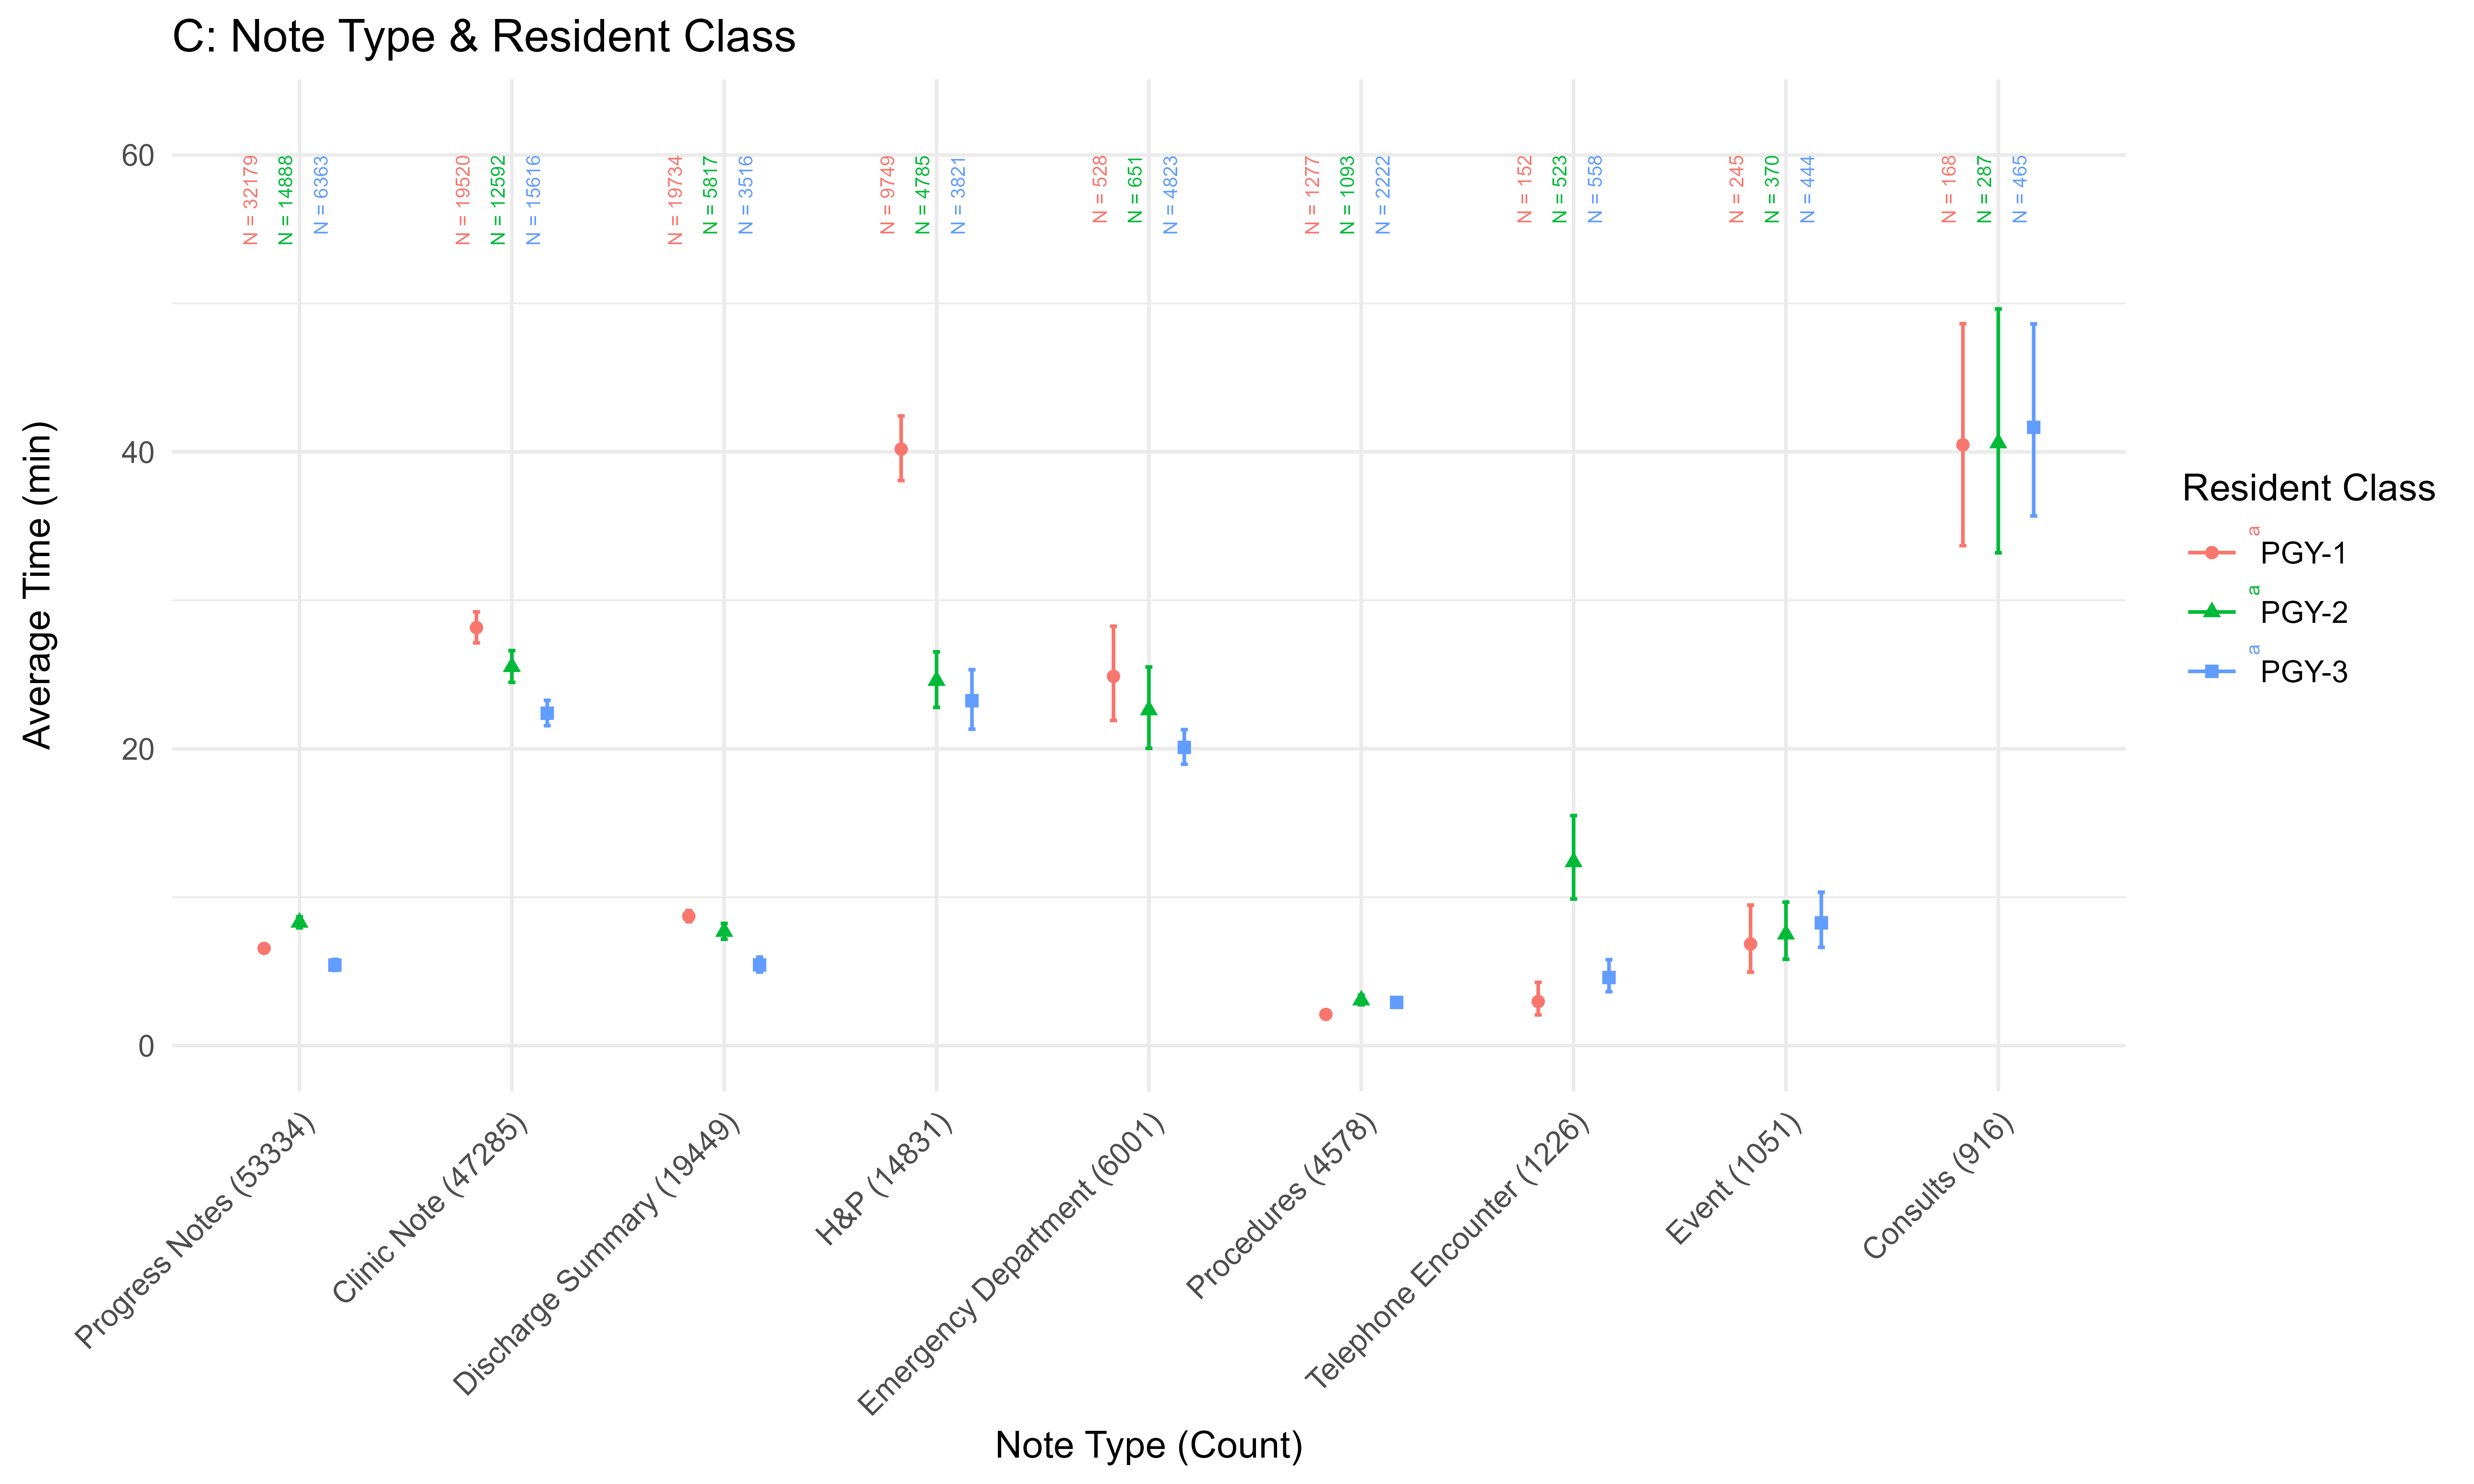 C: Note Type & Resident Class
Average Time (min)
60
40
20
0
N = 32179
N = 14888
N = 6363
N = 19520
N = 12592
N = 15616
N = 19734
N = 5817
N = 3516
N = 9749
N = 4785
N = 3821
N = 528
N = 651
N = 4823
N = 1277
N = 1093
N = 2222
N = 152
N = 523
N = 558
N = 245
N = 370
N = 444
N = 168
N = 287
N = 465
Progress Notes (53334)
Clinic Note (47285)
Discharge Summary (19449)
H&P (14831)
Emergency Department (6001)
Procedures (4578)
Telephone Encounter (1226)
Event (1051)
Consults (916)
Note Type (Count)
Resident Class
a
PGY-1
a
PGY-2
a
PGY-3